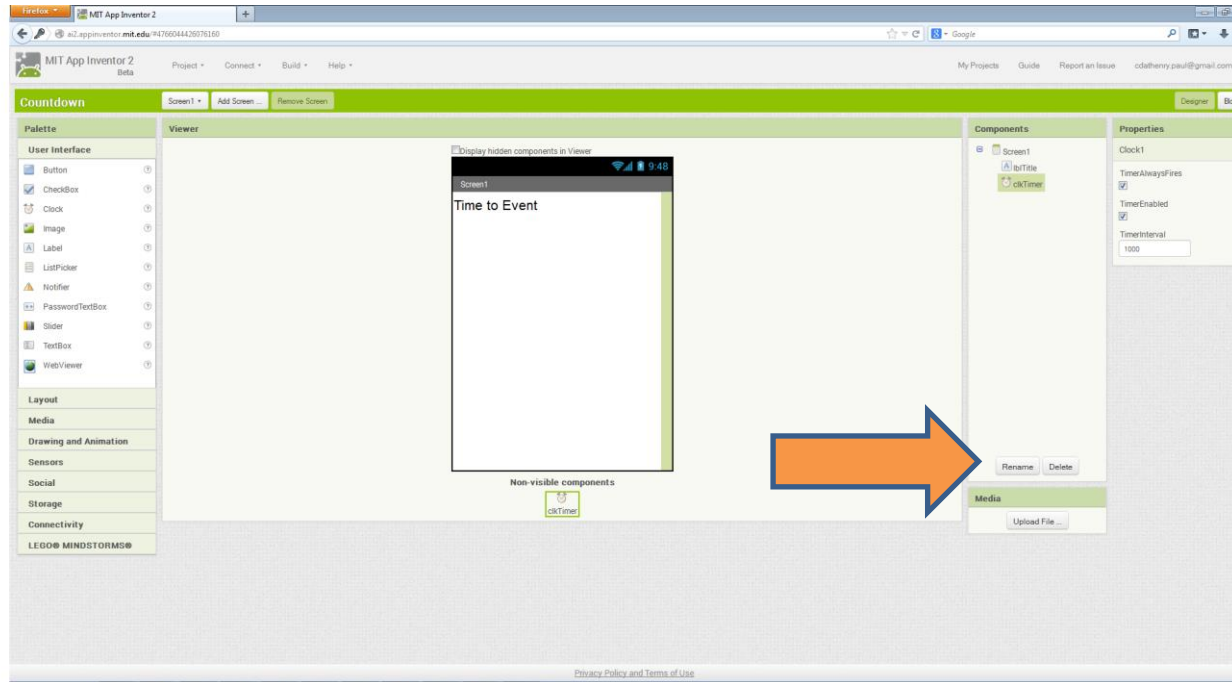 Firefox
MIT App Inventor 2
ai2.appinventor.mit.edu/#4766044426076160
Google
MIT App Inventor 2
Beta
Project Connect Build Help
My Projects Guide Report an Issue cdathenry.paul@gmail.com
Countdown
Screen1 Add Screen ... Remove Screen
Designer Blo
Palette
User Interface
Button
CheckBox
Clock
Image
Label
ListPicker
Notifier
PasswordTextBox
Slider
TextBox
WebViewer
Layout
Media
Drawing and Animation
Sensors
Social
Storage
Connectivity
LEGO® MINDSTORMS®
Viewer
Display hidden components in Viewer
9:48
Screen1
Time to Event
Non-visible components
clkTimer
Components
Screen1
lblTitle
clkTimer
Rename Delete
Media
Upload File ...
Properties
Clock1
TimerAlwaysFires
TimerEnabled
TimerInterval
1000
Privacy Policy and Terms of Use